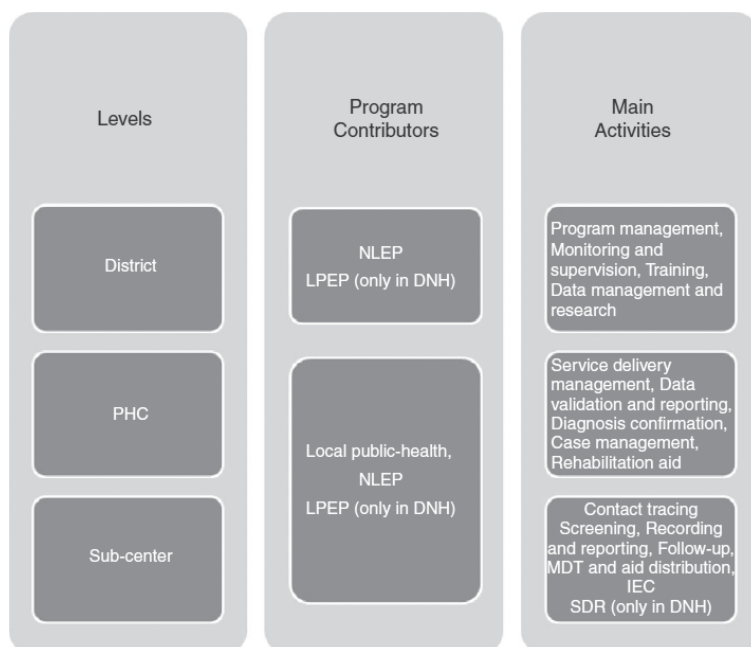 Levels
District
PHC
Sub-center
Program
Contributors
NLEP
LPEP (only in DNH)
Local public-health,
NLEP
LPEP (only in DNH)
Main
Activities
Program management,
Monitoring and
supervision, Training,
Data management and
research
Service delivery
management, Data
validation and reporting,
Diagnosis confirmation,
Case management,
Rehabilitation aid
Contact tracing
Screening, Recording
and reporting, Follow-up,
MDT and aid distribution,
IEC
SDR (only in DNH)